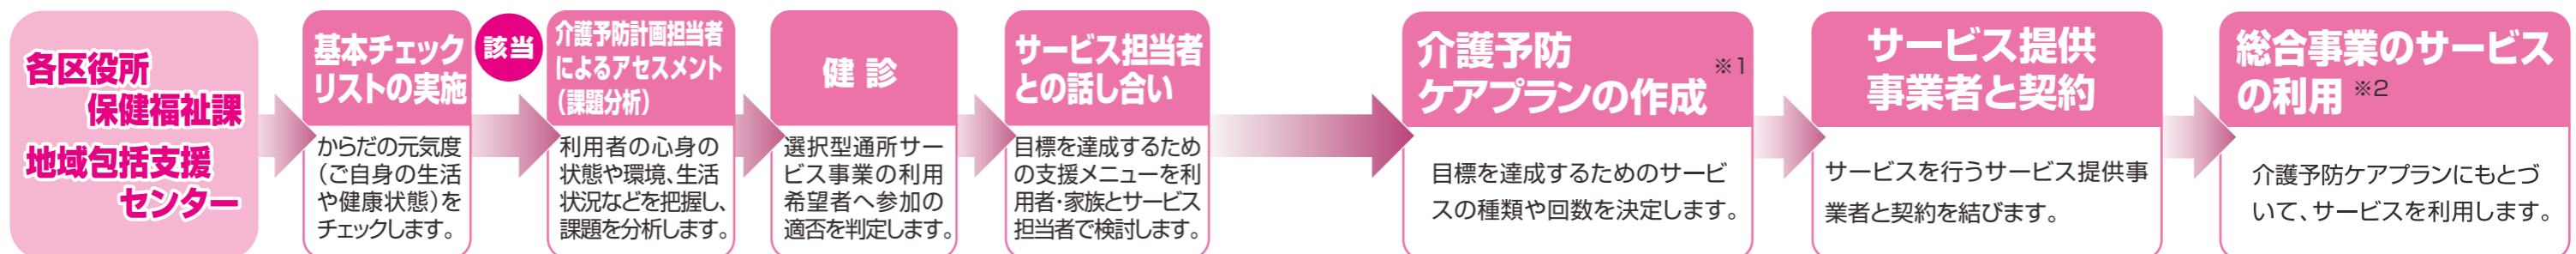 各区役所
保健福祉課
地域包括支援
センター
基本チェック
リストの実施
からだの元気度
(ご自身の生活
や健康状態)を
チェックします。
該当
介護予防計画担当者
によるアセスメント
(課題分析)
利用者の心身の
状態や環境、生活
状況などを把握し、
課題を分析します。
健 診
選択型通所サー
ビス事業の利用
希望者へ参加の
適否を判定します。
サービス担当者
との話し合い
目標を達成するため
の支援メニューを利
用者・家族とサービス
担当者で検討します。
介護予防
ケアプランの作成 ※1
目標を達成するためのサービ
スの種類や回数を決定します。
サービス提供
事業者と契約
サービスを行うサービス提供事
業者と契約を結びます。
総合事業のサービス
の利用 ※2
介護予防ケアプランにもとづ
いて、サービスを利用します。